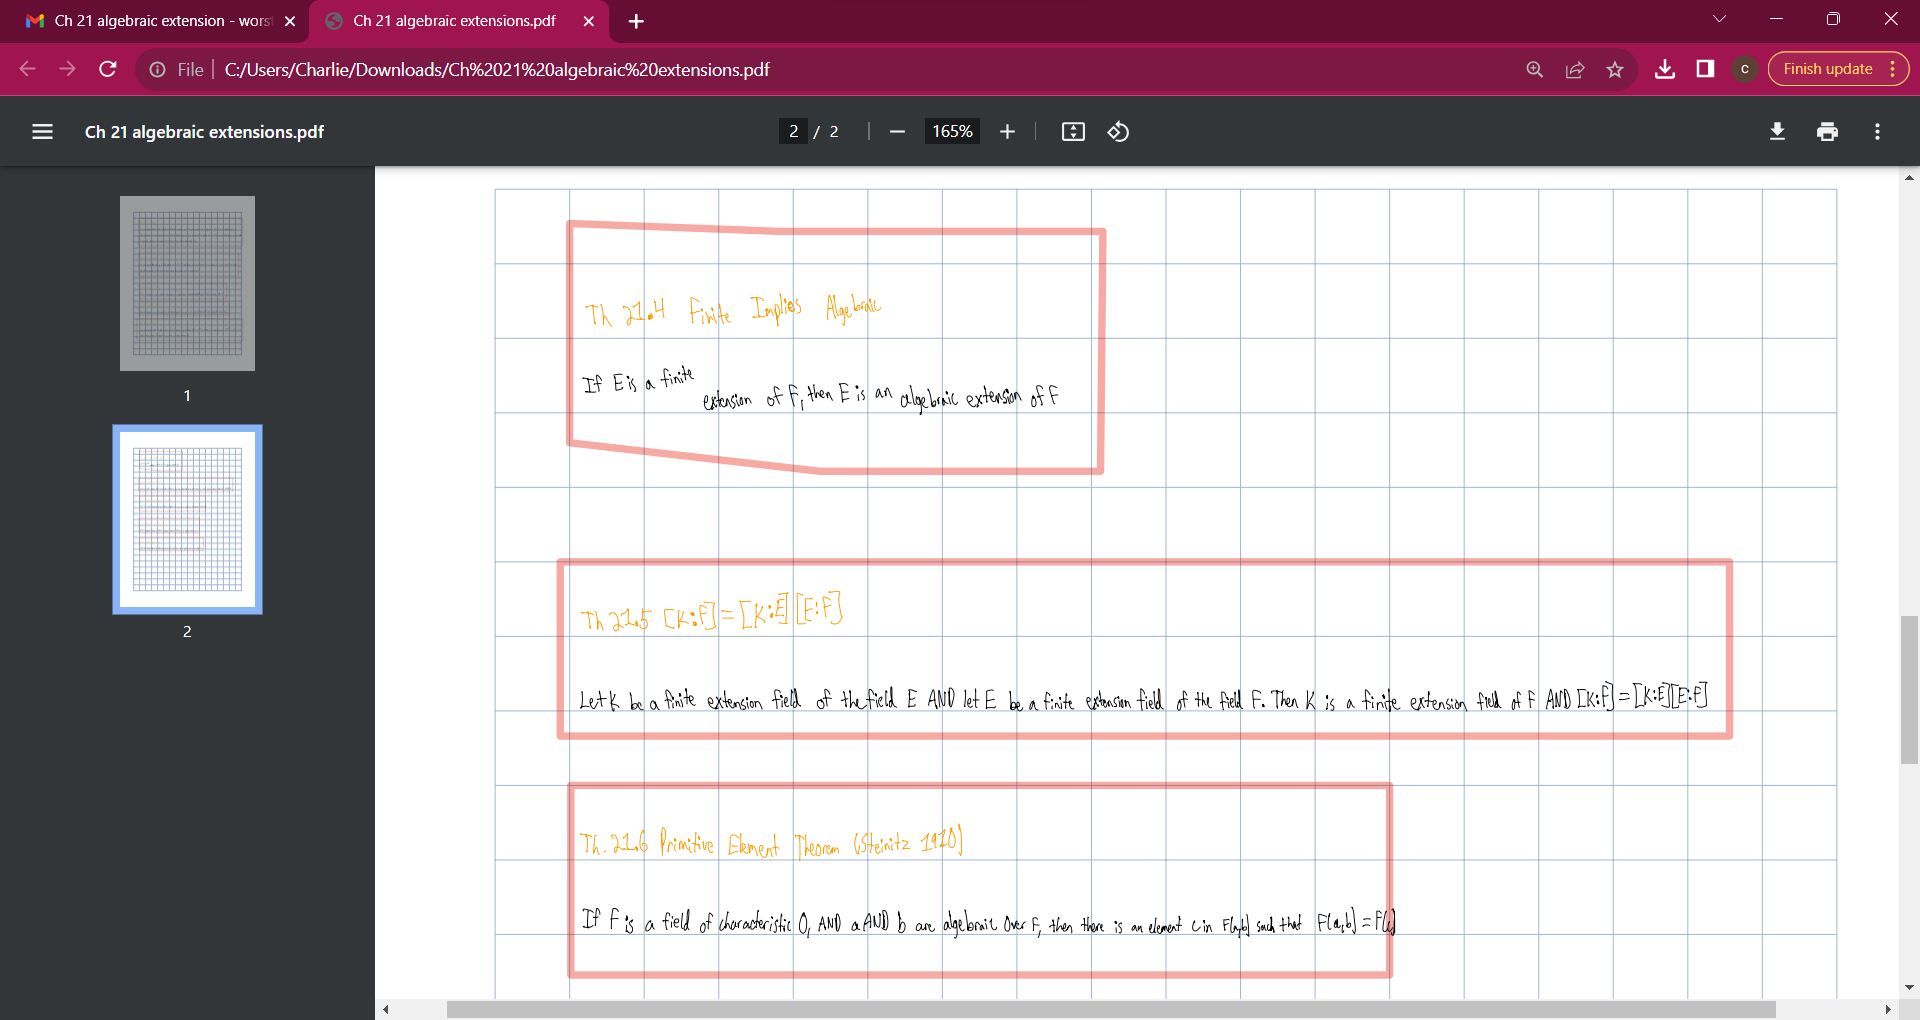 Ch 21 algebraic extension - wors
Ch 21 algebraic extensions.pdf
File
C:/Users/Charlie/Downloads/Ch%2021%20algebraic%20extensions.pdf
C
Finish update
Ch 21 algebraic extensions.pdf
2 / 2
165%
1
2
Th 21.4 Finite Implies Algebraic
If E is a finite extension of F, then E is an algebraic extension of F
Th 21.5 [K:F]=[K:E][E:F]
Let K be a finite extension field of the field E AND let E be a finite extension field of the field F. Then K is a finite extension field of F AND [K:F]=[K:E][E:F]
Th. 21.6 Primitive Element Theorem (Steinitz 1910)
If F is a field of characteristic 0, AND a AND b are algebraic over F, then there is an element c in F(a,b) such that F(a,b)=F(c)